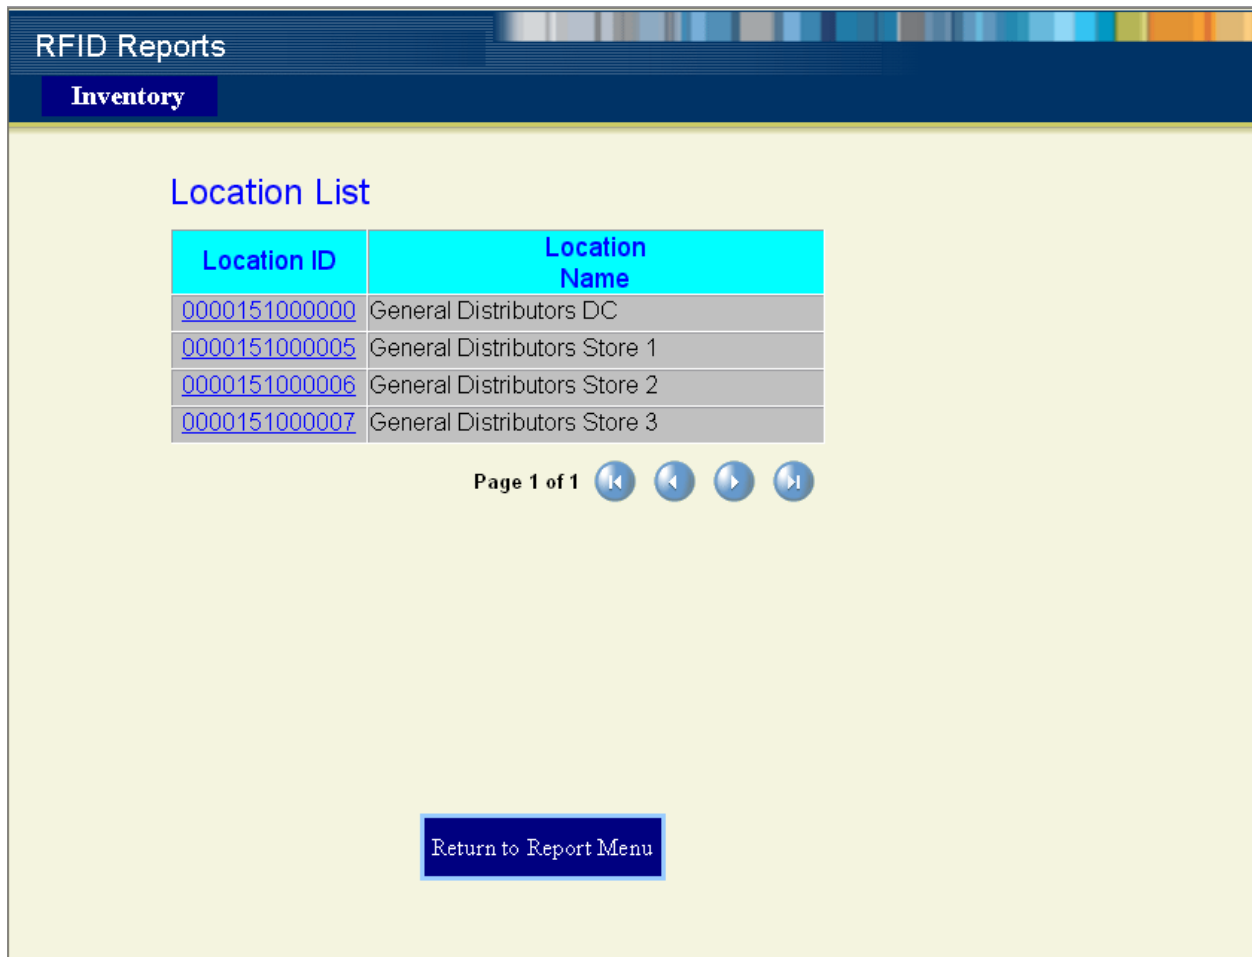 RFID Reports
Inventory
Location List
Location ID Location
Name
0000151000000 General Distributors DC
0000151000005 General Distributors Store 1
0000151000006 General Distributors Store 2
0000151000007 General Distributors Store 3
Page 1 of 1
Return to Report Menu